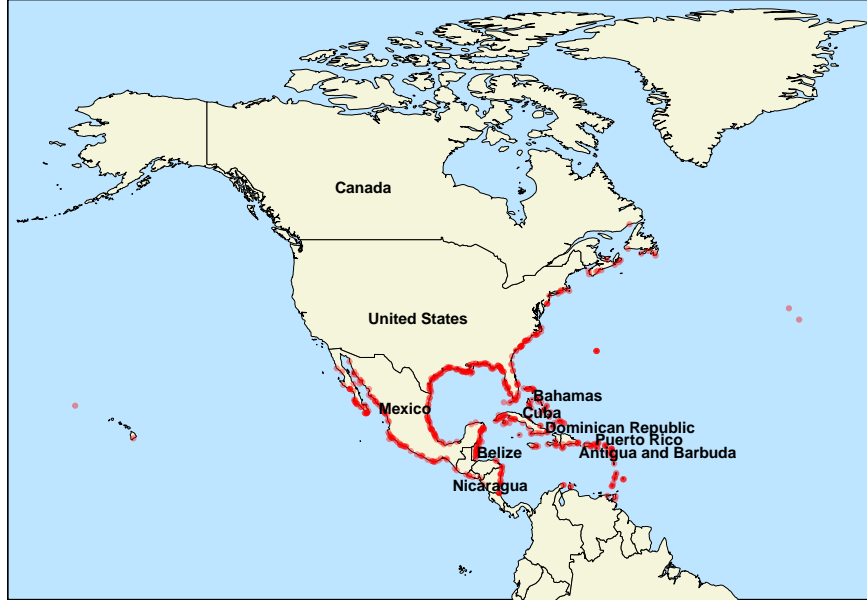 Canada
United States
Bahamas
Mexico
Cuba
Dominican Republic
Puerto Rico
Belize
Antigua and Barbuda
Nicaragua